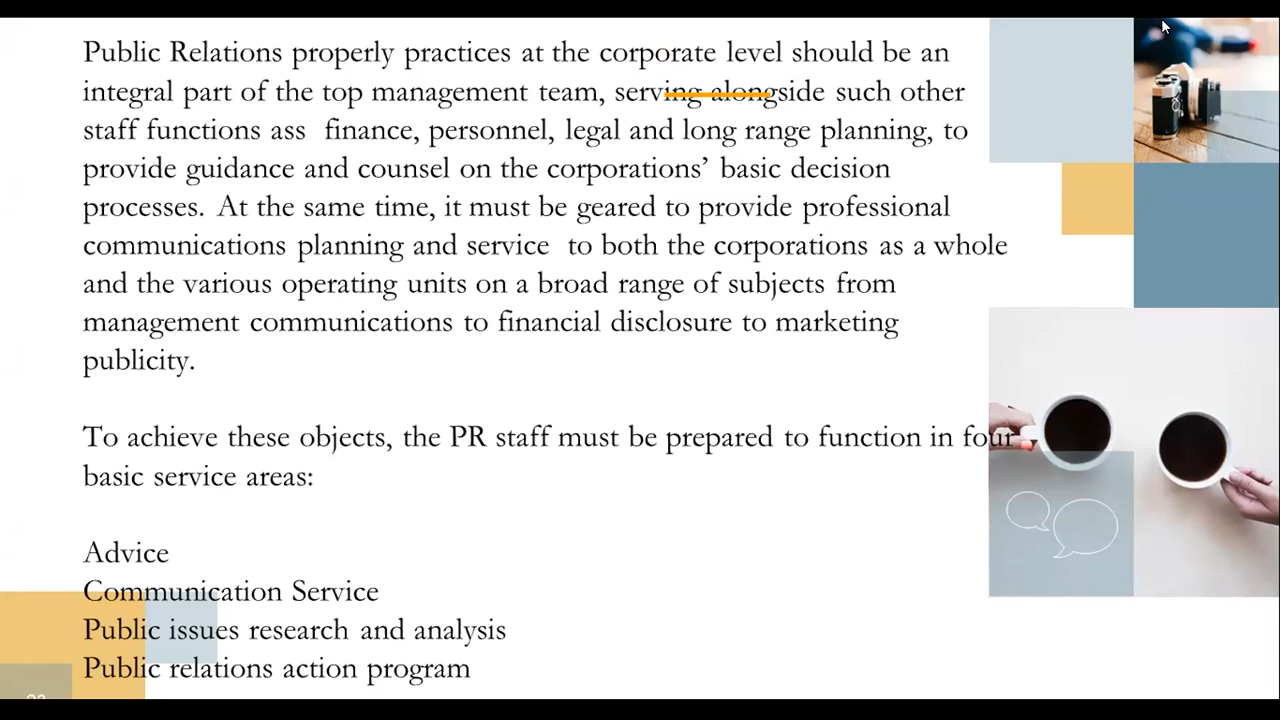 Public Relations properly practices at the corporate level should be an
integral part of the top management team, serving alongside such other
staff functions ass finance, personnel, legal and long range planning, to
provide guidance and counsel on the corporations’ basic decision
processes. At the same time, it must be geared to provide professional
communications planning and service to both the corporations as a whole
and the various operating units on a broad range of subjects from
management communications to financial disclosure to marketing
publicity.
To achieve these objects, the PR staff must be prepared to function in four
basic service areas:
Advice
Communication Service
Public issues research and analysis
Public relations action program